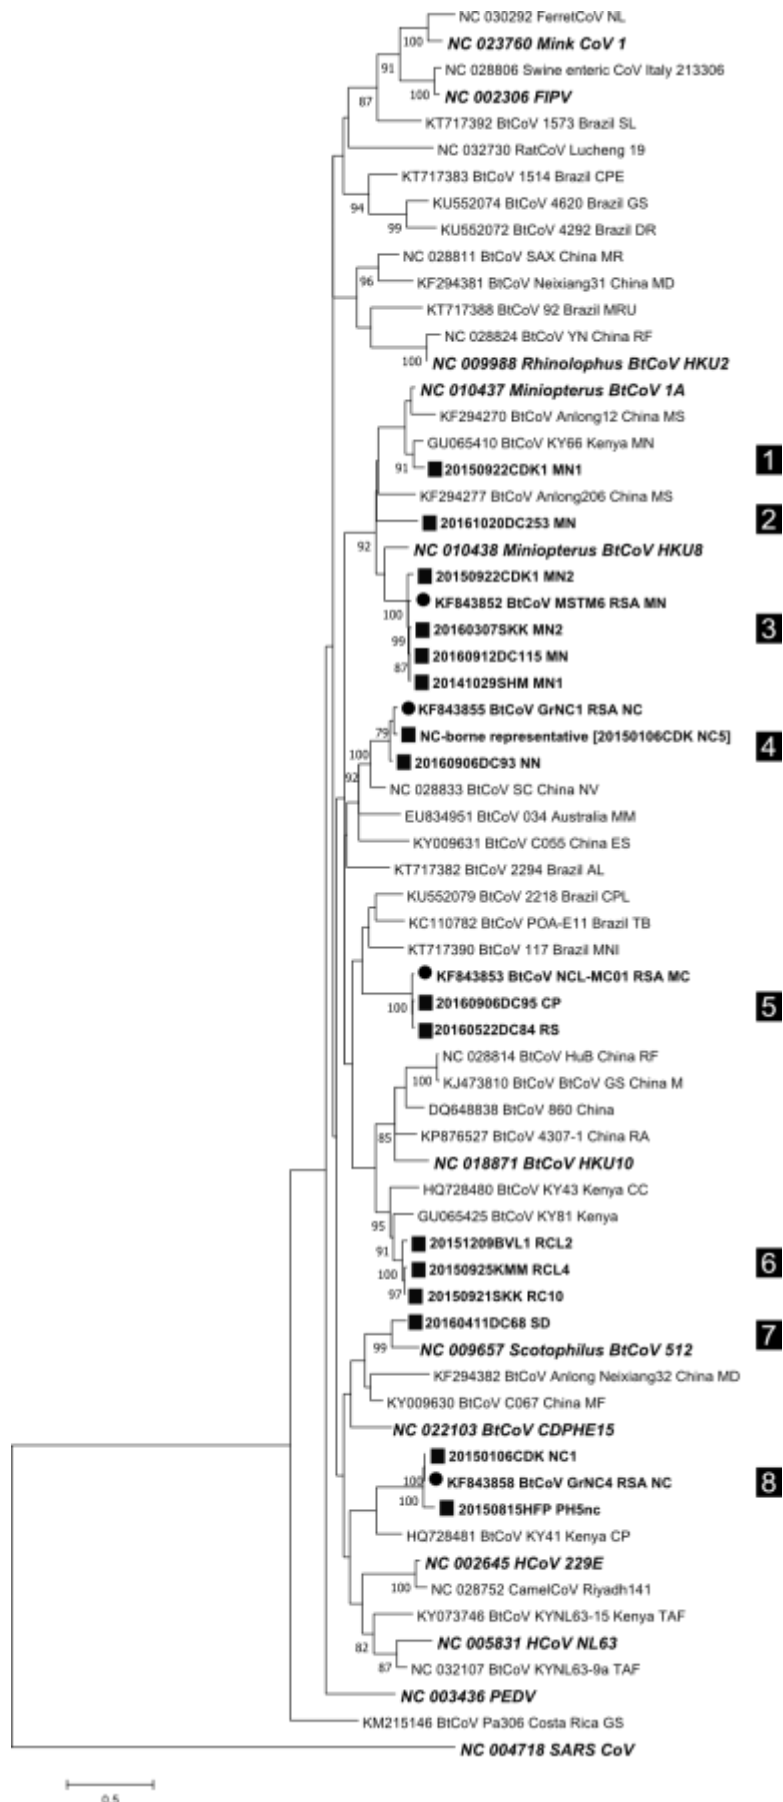 NC 030292 FerretCoV NL
100
NC 023760 Mink CoV 1
91
NC 028806 Swine enteric CoV Italy 213306
100
NC 002306 FIPV
87
KT717392 BtCoV 1573 Brazil SL
NC 032730 RatCoV Lucheng 19
KT717383 BtCoV 1514 Brazil CPE
94
KU552074 BtCoV 4620 Brazil GS
99
KU552072 BtCoV 4292 Brazil DR
NC 028811 BtCoV SAX China MR
96
KF294381 BtCoV Neixiang31 China MD
KT717388 BtCoV 92 Brazil MRU
NC 028824 BtCoV YN China RF
100
NC 009988 Rhinolophus BtCoV HKU2
NC 010437 Miniopterus BtCoV 1A
KF294270 BtCoV Anlong12 China MS
GU065410 BtCoV KY66 Kenya MN
91
20150922CDK1 MN1
1
KF294277 BtCoV Anlong206 China MS
20161020DC253 MN
2
92
NC 010438 Miniopterus BtCoV HKU8
20150922CDK1 MN2
KF843852 BtCoV MSTM6 RSA MN
100
20160307SKK MN2
3
99
20160912DC115 MN
87
20141029SHM MN1
KF843855 BtCoV GrNC1 RSA NC
79
NC-borne representative [20150106CDK NC5]
4
100
20160906DC93 NN
92
NC 028833 BtCoV SC China NV
EU834951 BtCoV 034 Australia MM
KY009631 BtCoV C055 China ES
KT717382 BtCoV 2294 Brazil AL
KU552079 BtCoV 2218 Brazil CPL
KC110782 BtCoV POA-E11 Brazil TB
KT717390 BtCoV 117 Brazil MNI
KF843853 BtCoV NCL-MC01 RSA MC
100
20160906DC95 CP
5
20160522DC84 RS
NC 028814 BtCoV HuB China RF
100
KJ473810 BtCoV BtCoV GS China M
DQ648838 BtCoV 860 China
85
KP876527 BtCoV 4307-1 China RA
NC 018871 BtCoV HKU10
HQ728480 BtCoV KY43 Kenya CC
95
GU065425 BtCoV KY81 Kenya
91
20151209BVL1 RCL2
100
20150925KMM RCL4
6
97
20150921SKK RC10
20160411DC68 SD
7
99
NC 009657 Scotophilus BtCoV 512
KF294382 BtCoV Anlong Neixiang32 China MD
KY009630 BtCoV C067 China MF
NC 022103 BtCoV CDPHE15
20150106CDK NC1
100
KF843858 BtCoV GrNC4 RSA NC
8
100
20150815HFP PH5nc
HQ728481 BtCoV KY41 Kenya CP
NC 002645 HCoV 229E
100
NC 028752 CamelCoV Riyadh141
KY073746 BtCoV KYNL63-15 Kenya TAF
82
NC 005831 HCoV NL63
87
NC 032107 BtCoV KYNL63-9a TAF
NC 003436 PEDV
KM215146 BtCoV Pa306 Costa Rica GS
NC 004718 SARS CoV
0.5